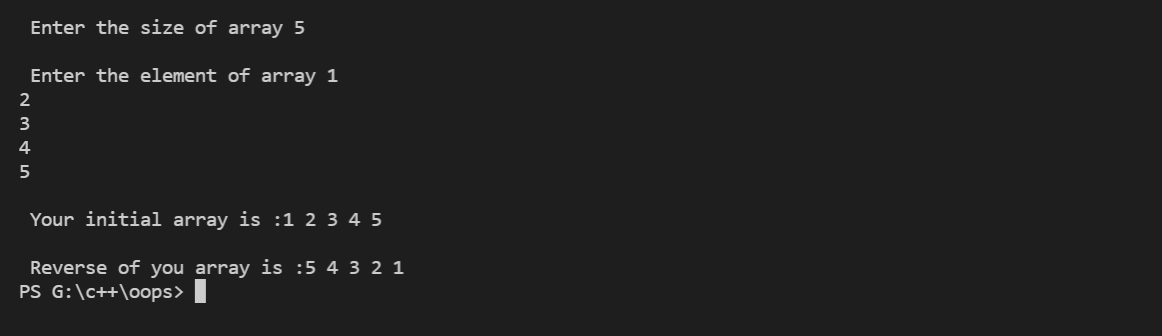 Enter the size of array 5
Enter the element of array 1
2
3
4
5
Your initial array is :1 2 3 4 5
Reverse of you array is :5 4 3 2 1
PS G:\c++\oops>